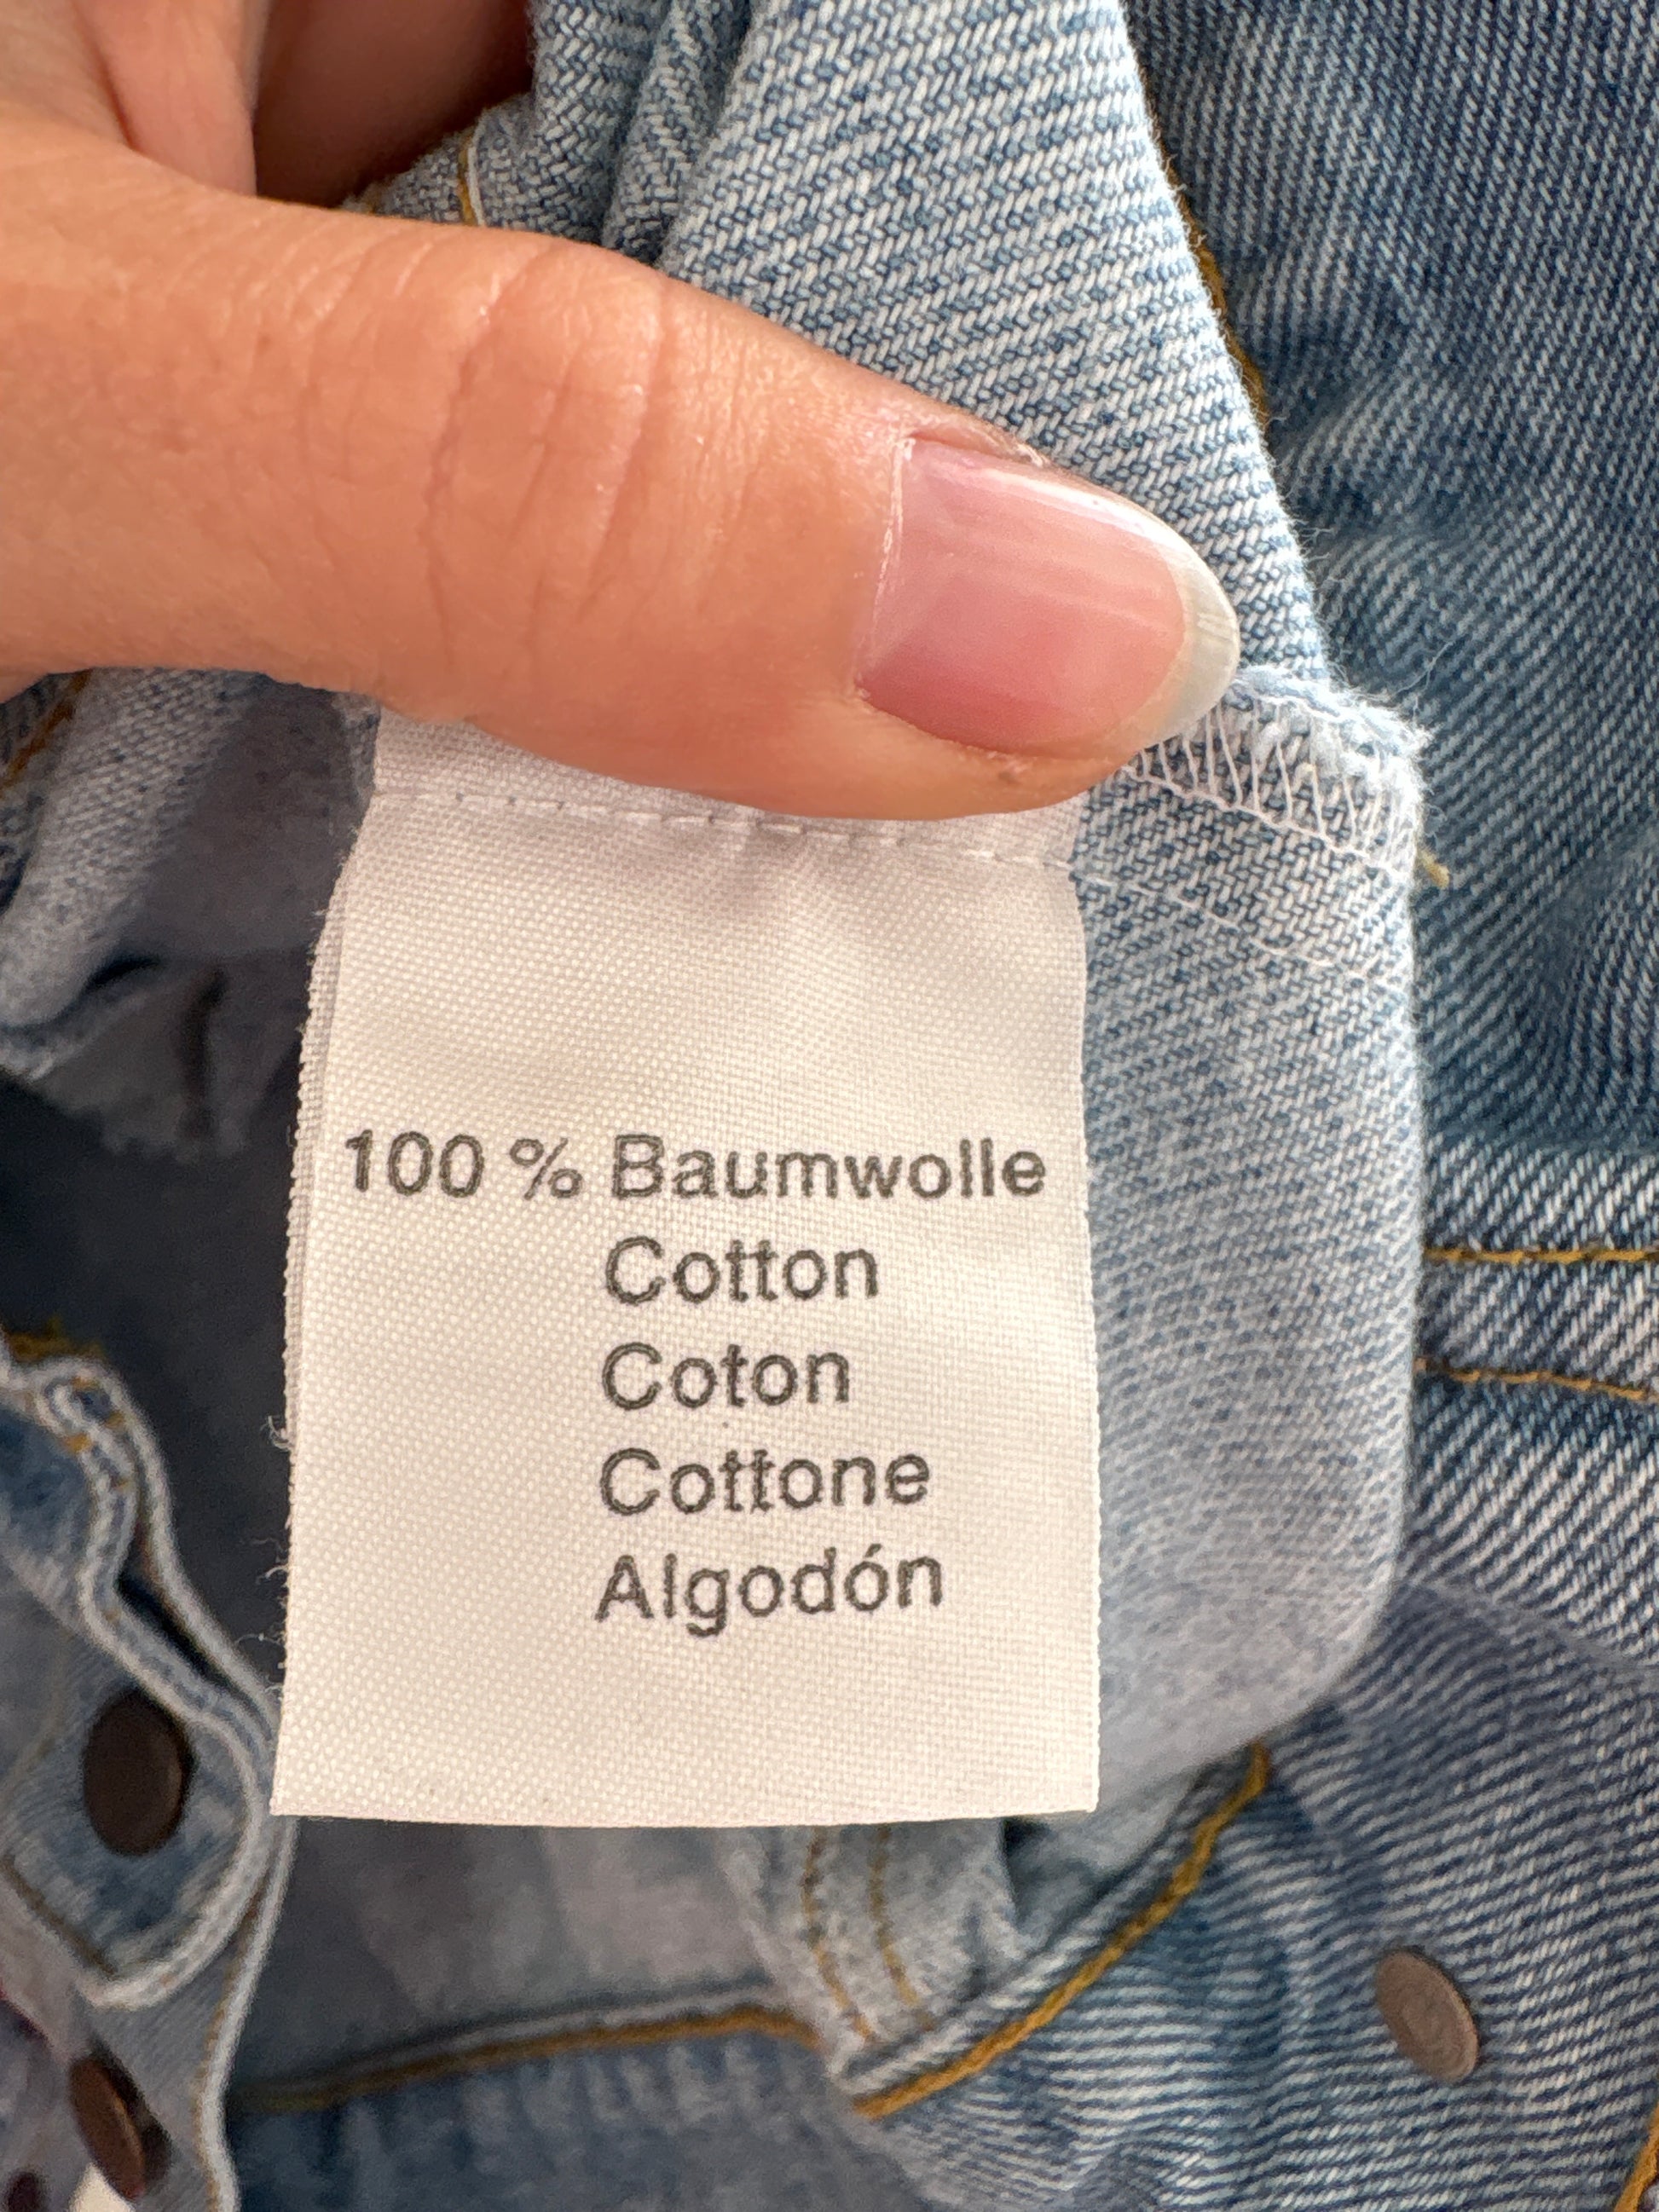 100 % Baumwolle
Cotton
Coton
Cottone
Algodón